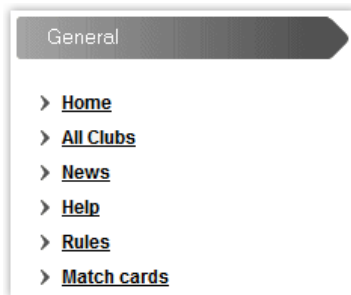 General
Home
All Clubs
News
Help
Rules
Match cards